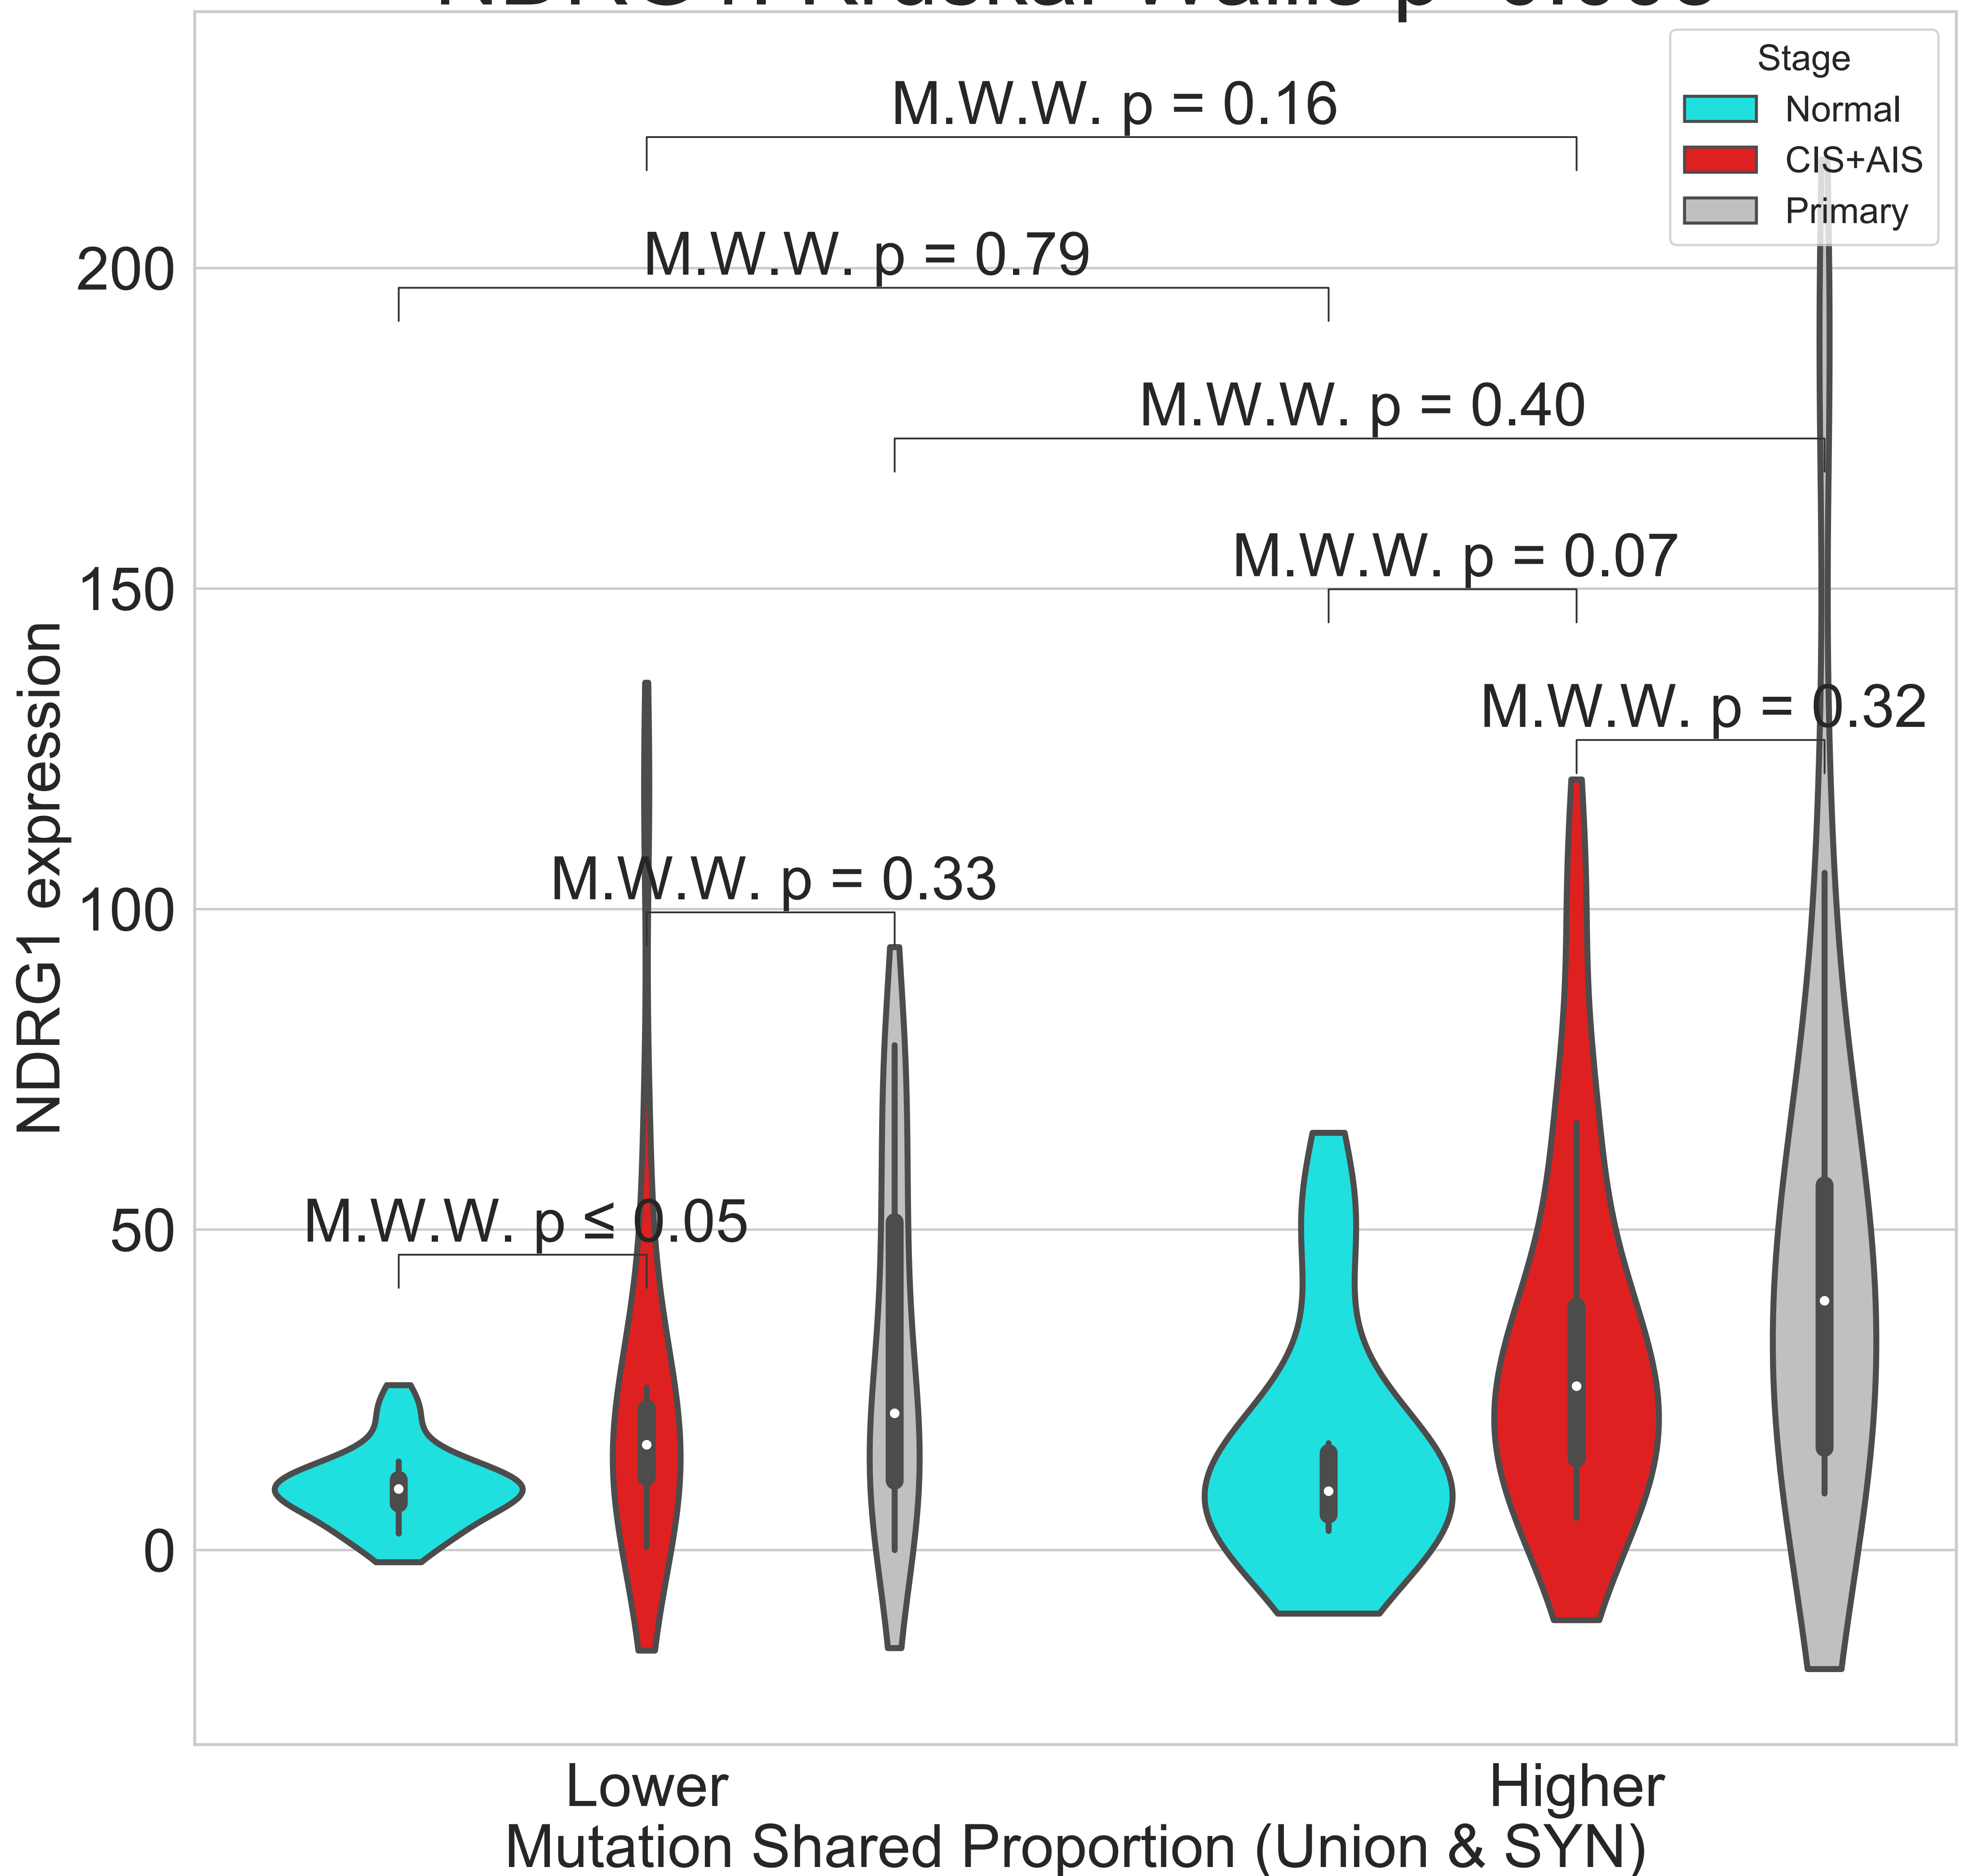 Stage
Normal
CIS+AIS
Primary
M.W.W. p = 0.16
M.W.W. p = 0.79
M.W.W. p = 0.40
M.W.W. p = 0.07
M.W.W. p = 0.32
M.W.W. p = 0.33
M.W.W. p ≤ 0.05
NDRG1 expression
200
150
100
50
0
Lower
Higher
Mutation Shared Proportion (Union & SYN)